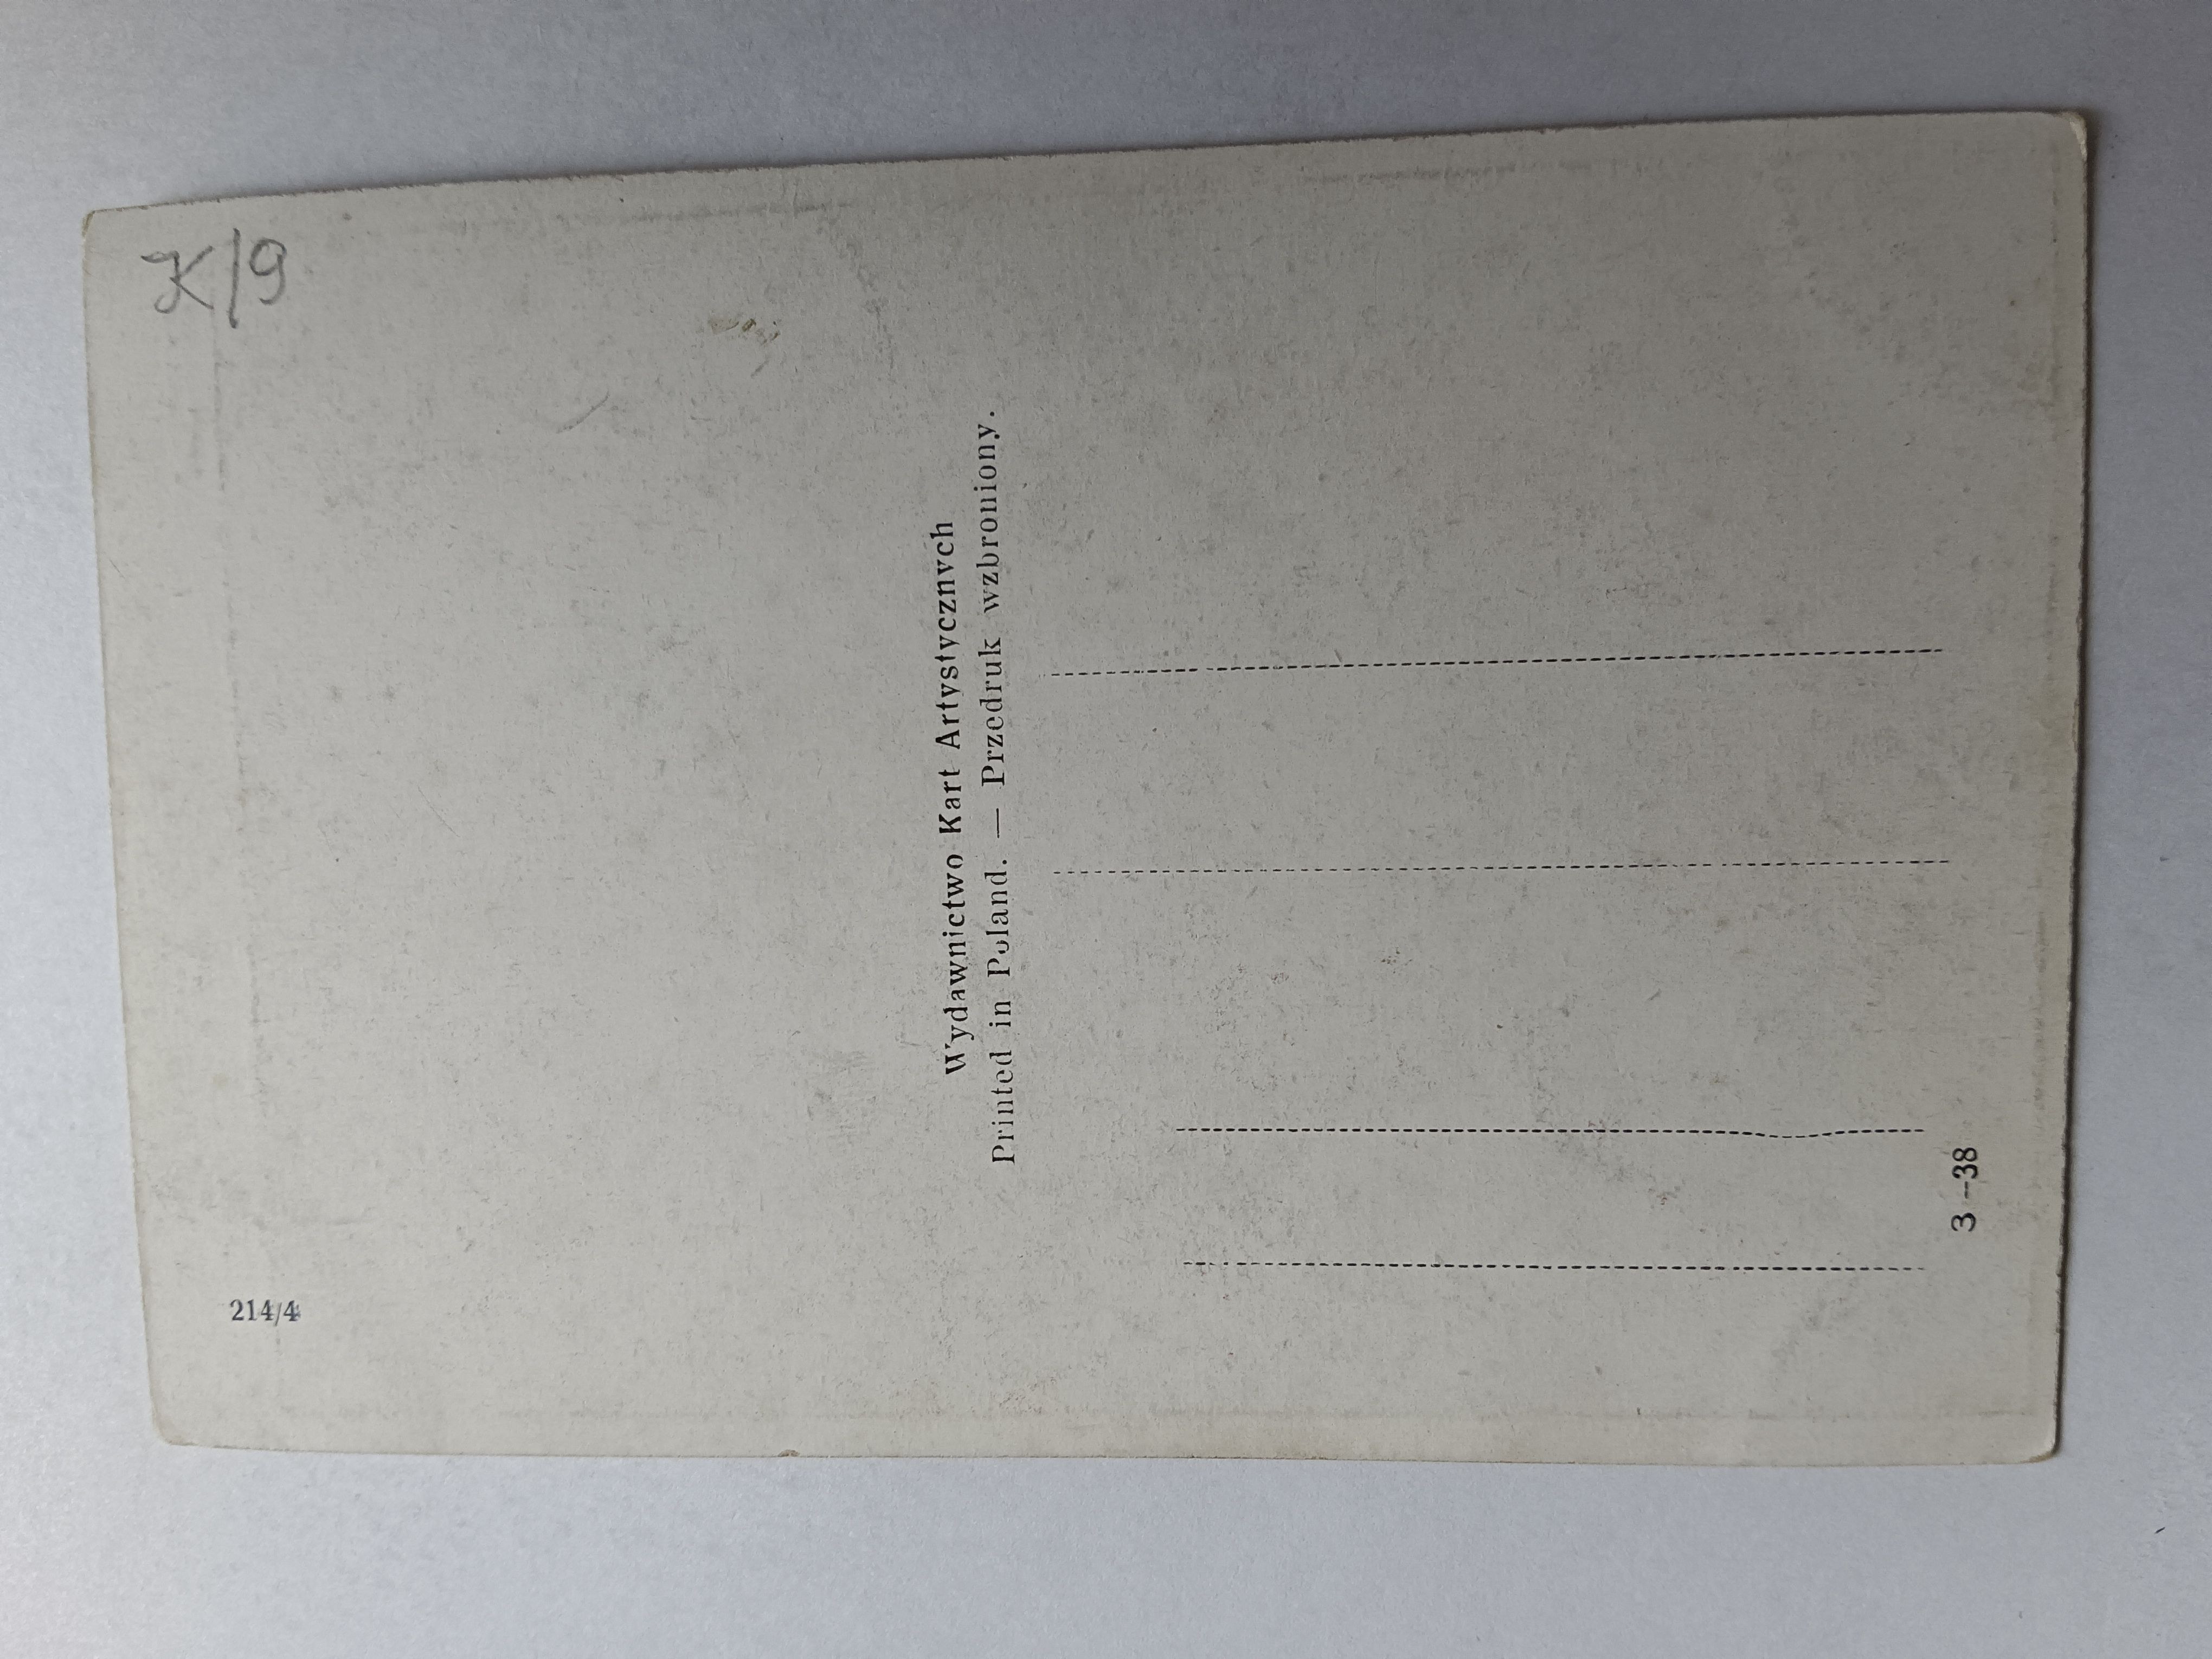 K/9
214/4
Wydawnictwo Kart Artystycznych
Printed in Poland. — Przedruk wzbroniony.
3-38